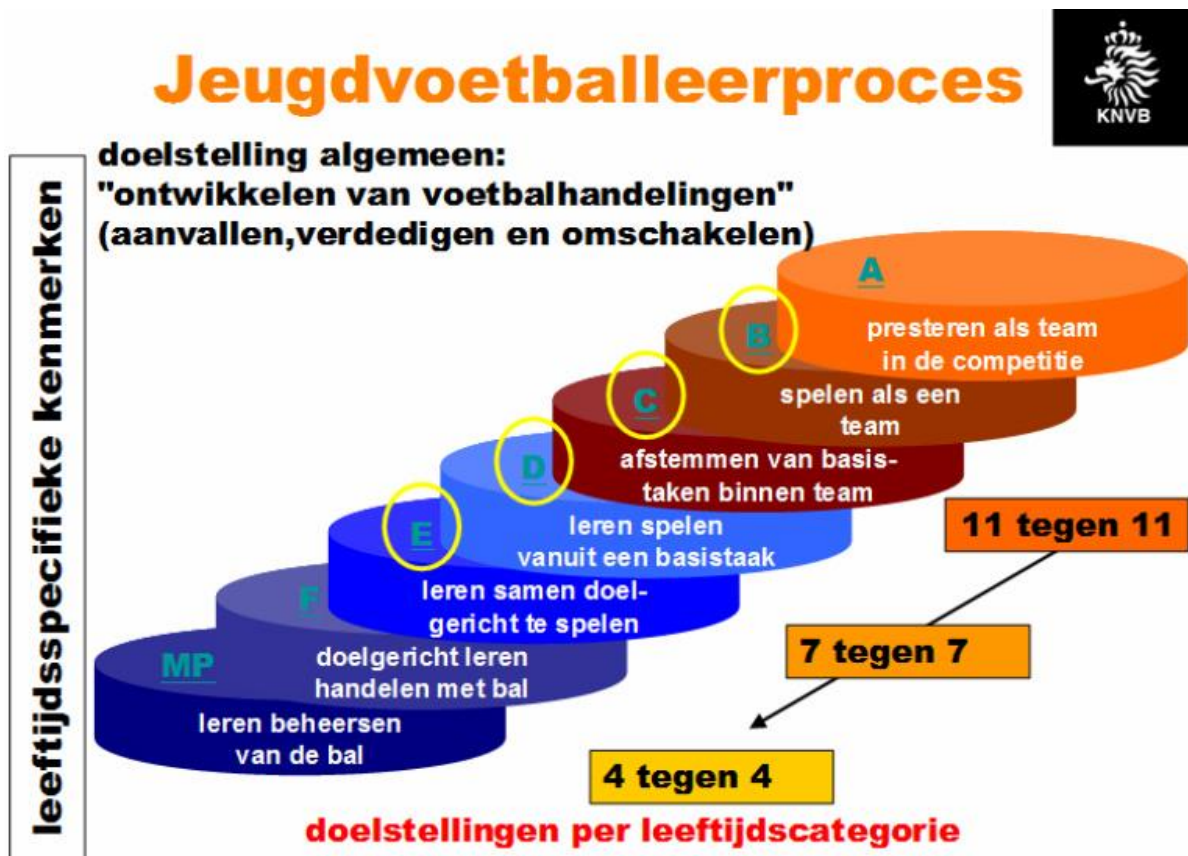 Jeugdvoetballeerproces
KNVB
leeftijdsspecifieke kenmerken
doelstelling algemeen:
"ontwikkelen van voetbalhandelingen"
(aanvallen,verdedigen en omschakelen)
A
presteren als team
in de competitie
B
spelen als een
team
C
afstemmen van basis-
taken binnen team
D
leren spelen
vanuit een basistaak
E
leren samen doel-
gericht te spelen
F
doelgericht leren
handelen met bal
MP
leren beheersen
van de bal
11 tegen 11
7 tegen 7
4 tegen 4
doelstellingen per leeftijdscategorie